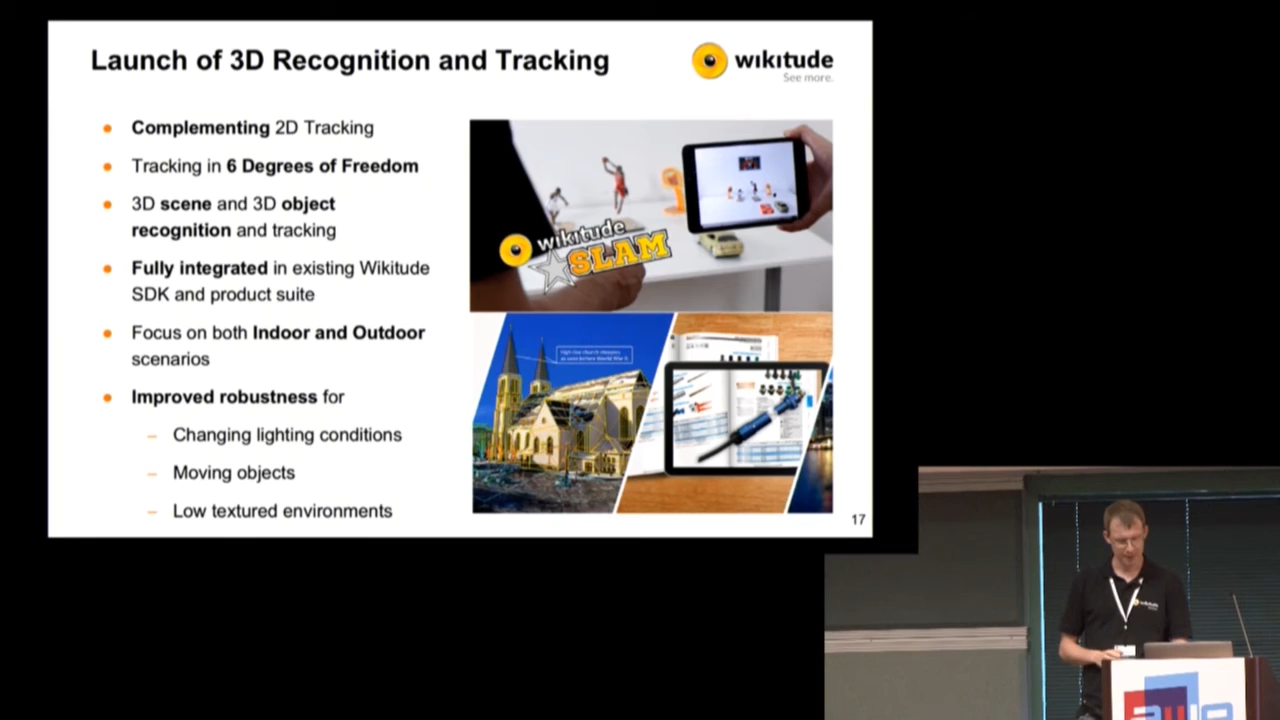 Launch of 3D Recognition and Tracking
wikitude
See more.
Complementing 2D Tracking
Tracking in 6 Degrees of Freedom
3D scene and 3D object
recognition and tracking
Fully integrated in existing Wikitude
SDK and product suite
Focus on both Indoor and Outdoor
scenarios
Improved robustness for
– Changing lighting conditions
– Moving objects
– Low textured environments
wikitude
SLAM
17
wikitude
awe